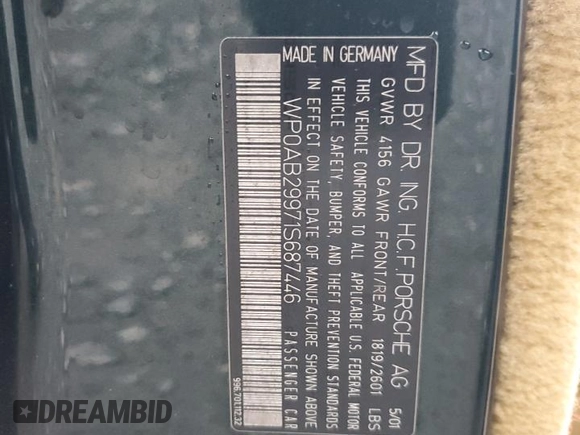 MFD BY DR. ING. H.C.F. PORSCHE AG 5/01
GVWR 4156 GAWR FRONT/REAR 1819/2601 LBS
THIS VEHICLE CONFORMS TO ALL APPLICABLE U.S. FEDERAL MOTOR
VEHICLE SAFETY, BUMPER, AND THEFT PREVENTION STANDARDS
IN EFFECT ON THE DATE OF MANUFACTURE SHOWN ABOVE
WP0AB29971S687446 PASSENGER CAR
MADE IN GERMANY
DREAMBID